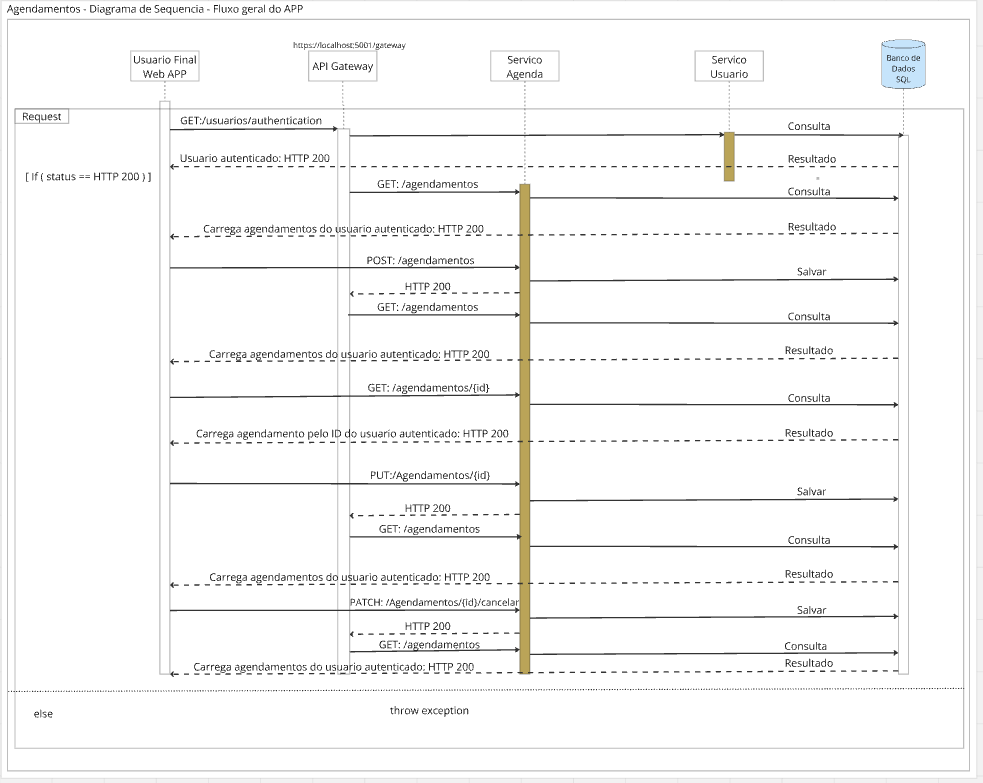 Agendamentos - Diagrama de Sequencia - Fluxo geral do APP
https://localhost:5001/gateway
Usuario Final
Web APP
API Gateway
Servico
Agenda
Servico
Usuario
Banco de
Dados
SQL
Request
GET:/usuarios/authentication
Consulta
Usuario autenticado: HTTP 200
Resultado
[ If ( status == HTTP 200 ) ]
GET: /agendamentos
Consulta
Carrega agendamentos do usuario autenticado: HTTP 200
Resultado
POST: /agendamentos
Salvar
HTTP 200
GET: /agendamentos
Consulta
Carrega agendamentos do usuario autenticado: HTTP 200
Resultado
GET: /agendamentos/{id}
Consulta
Carrega agendamento pelo ID do usuario autenticado: HTTP 200
Resultado
PUT:/Agendamentos/{id}
Salvar
HTTP 200
GET: /agendamentos
Consulta
Carrega agendamentos do usuario autenticado: HTTP 200
Resultado
PATCH: /Agendamentos/{id}/cancelar
Salvar
HTTP 200
GET: /agendamentos
Consulta
Carrega agendamentos do usuario autenticado: HTTP 200
Resultado
else
throw exception